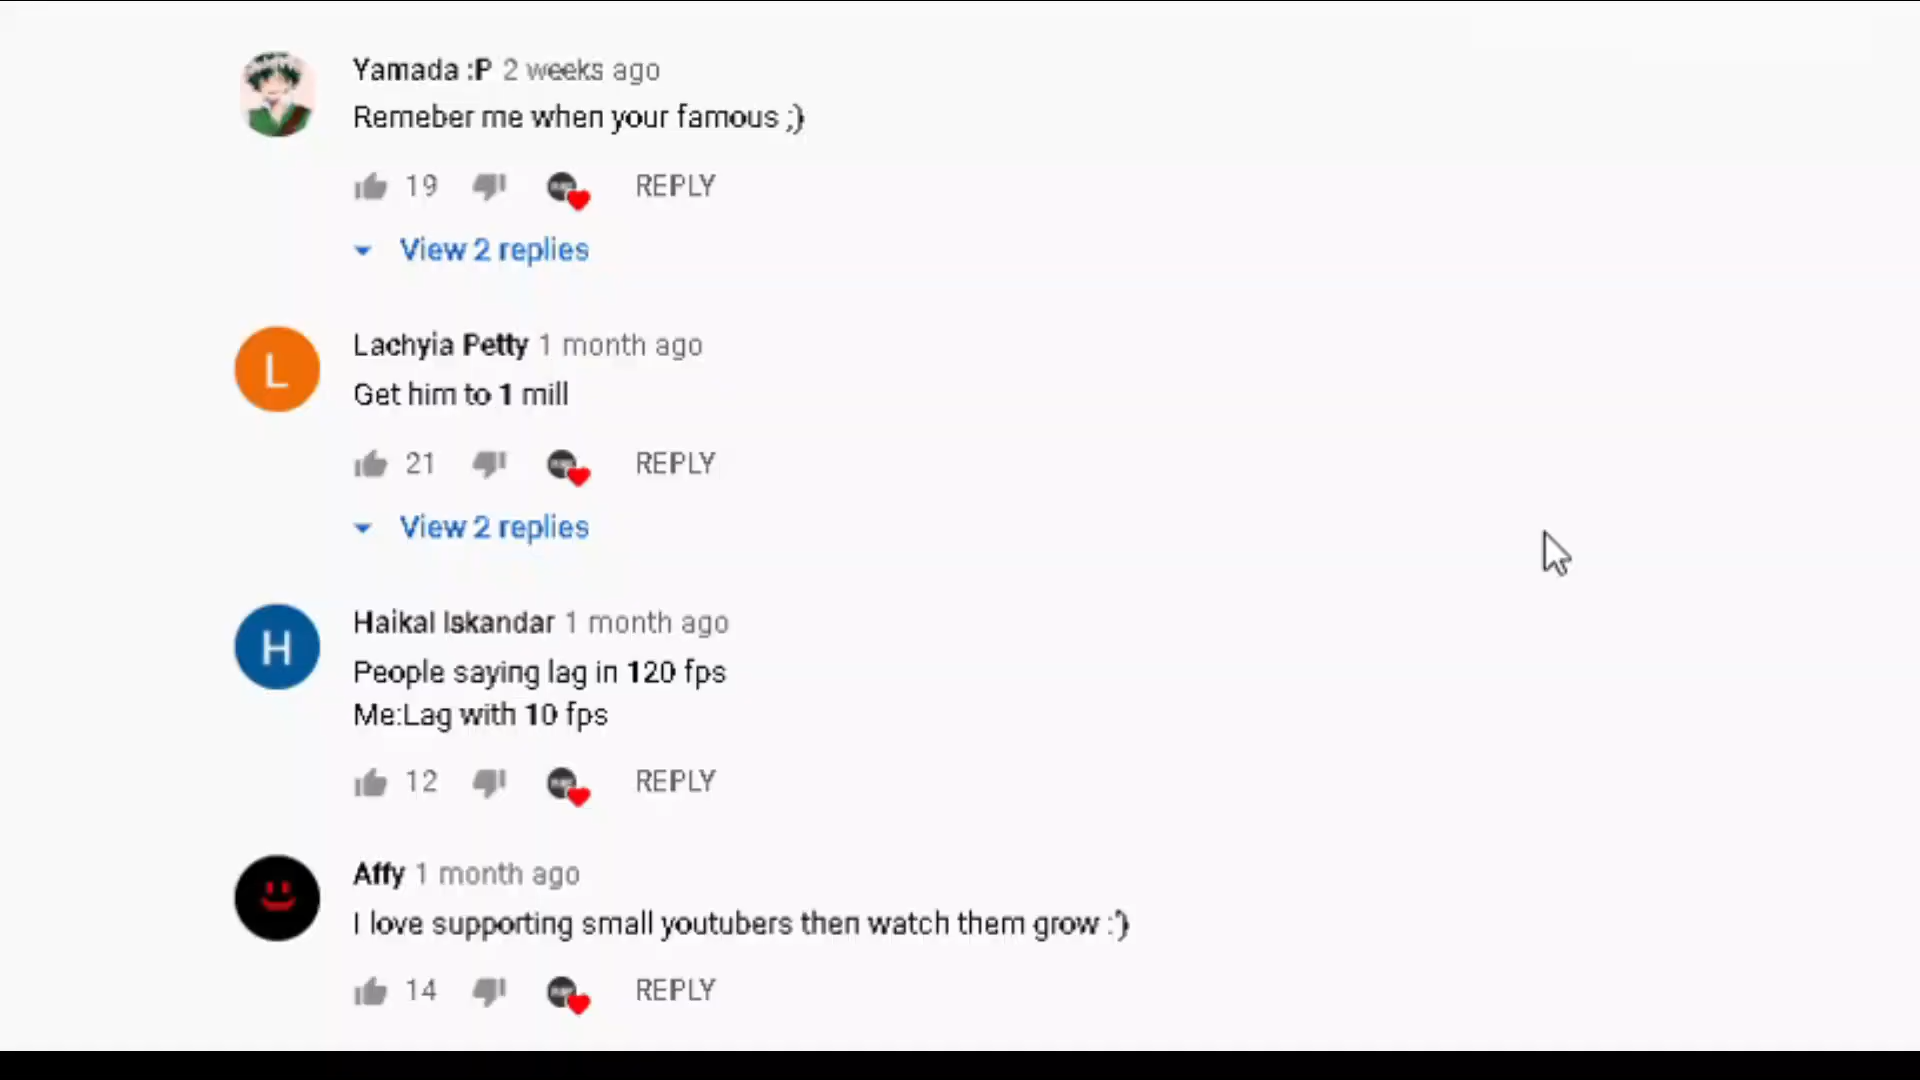 Yamada :P 2 weeks ago
Remeber me when your famous ;)
19 REPLY
View 2 replies
L
Lachyia Petty 1 month ago
Get him to 1 mill
21 REPLY
View 2 replies
H
Haikal Iskandar 1 month ago
People saying lag in 120 fps
Me:Lag with 10 fps
12 REPLY
Affy 1 month ago
I love supporting small youtubers then watch them grow :')
14 REPLY